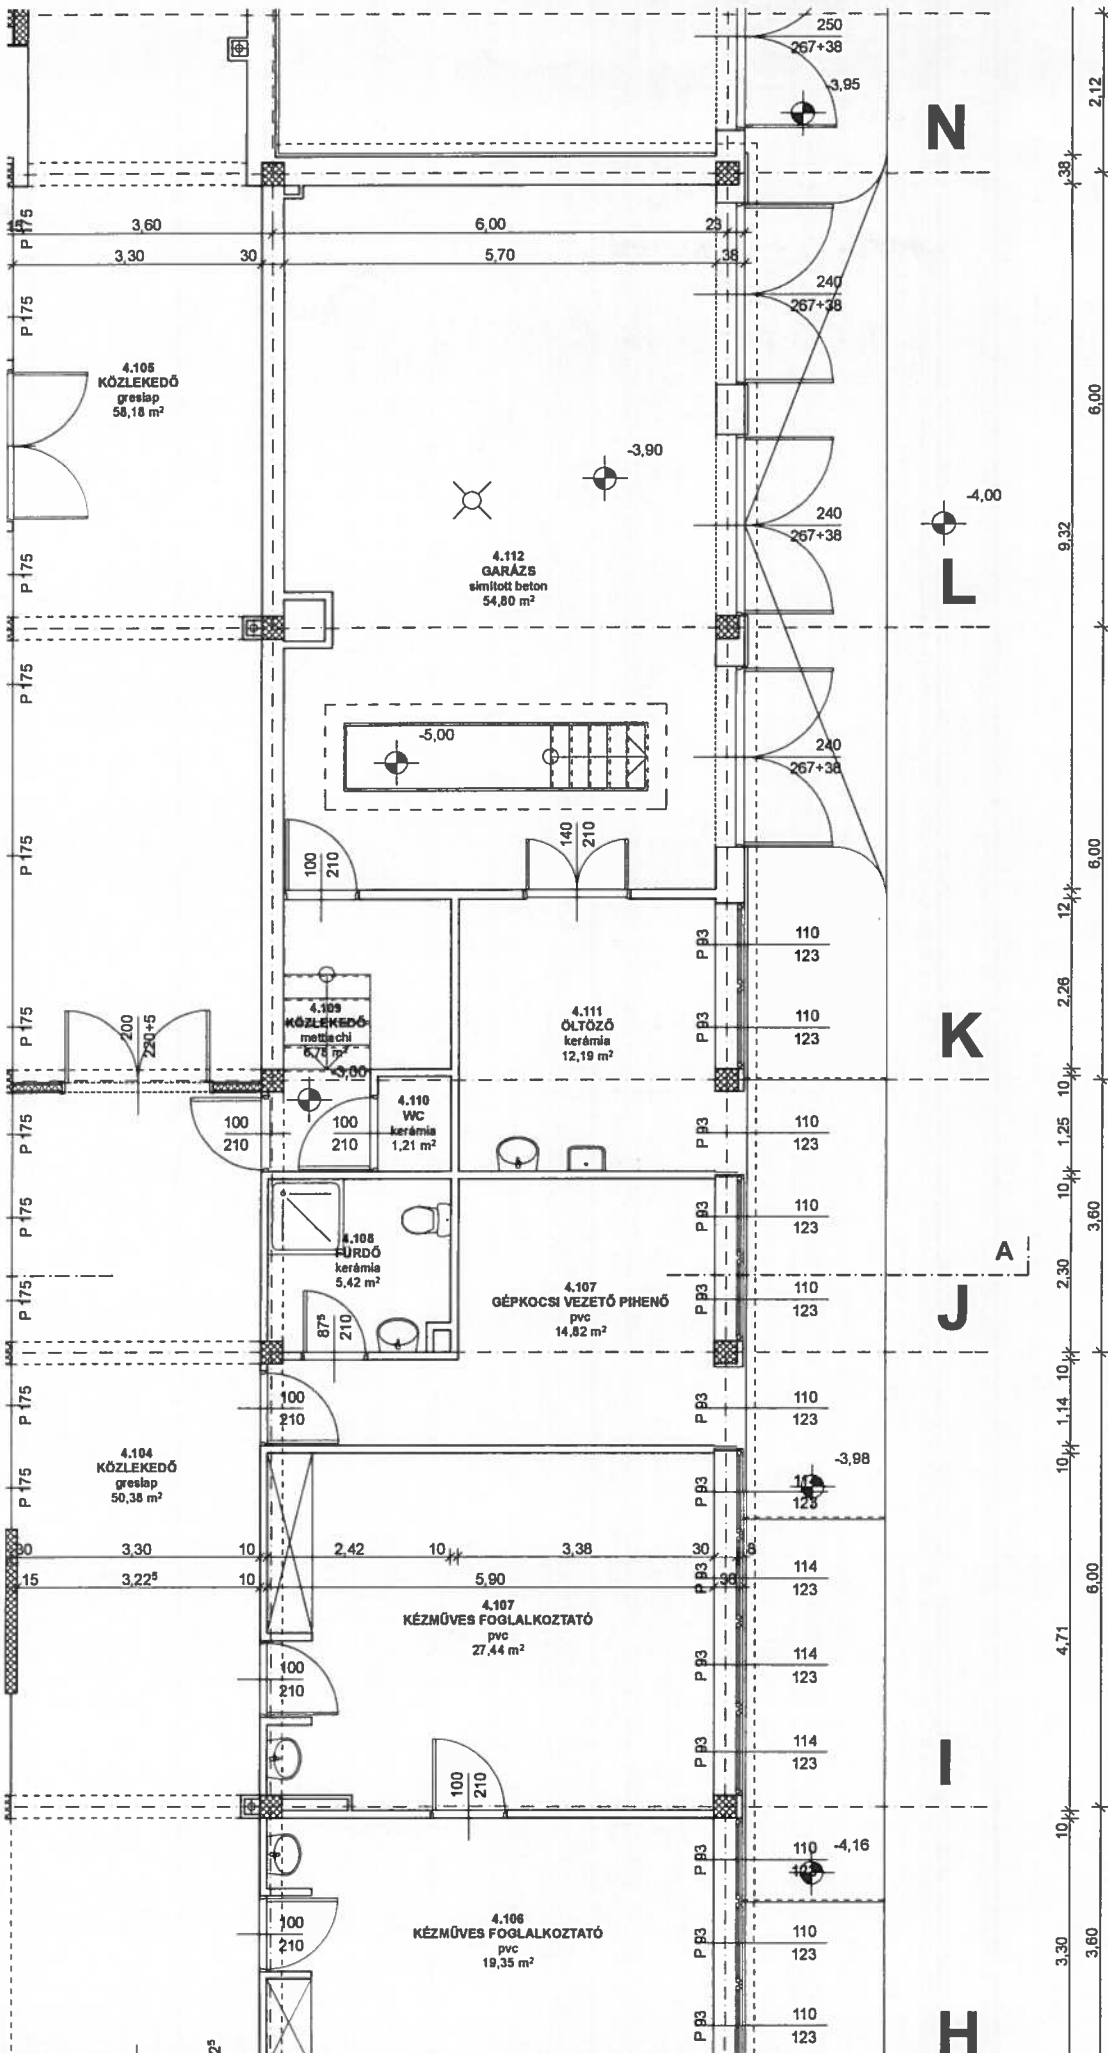 250
267+38
-3,95
N
2,12
38
P 175
3,60
6,00
23
3,30
30
5,70
38
240
267+38
P 175
4.105
KÖZLEKEDŐ
greslap
58,18 m²
6,00
-3,90
240
267+38
-4,00
9,32
L
4.112
GARÁZS
simított beton
54,80 m²
P 175
P 175
-5,00
240
267+38
140
210
P 175
100
210
6,00
12
P 93
110
123
2,26
4.109
KÖZLEKEDŐ
mettlachi
6,78 m²
4.111
ÖLTÖZŐ
kerámia
12,19 m²
P 175
200
220+5
P 93
110
123
K
-3,00
10
4.110
WC
kerámia
1,21 m²
P 175
100
210
100
210
P 93
110
123
1,25
10
P 175
P 93
110
123
3,60
4.108
FÜRDŐ
kerámia
5,42 m²
A
2,30
4.107
GÉPKOCSI VEZETŐ PIHENŐ
pvc
14,82 m²
P 175
87⁵
210
P 93
110
123
J
10
P 175
100
210
P 93
110
123
1,14
10
4.104
KÖZLEKEDŐ
greslap
50,38 m²
P 175
-3,98
P 93
114
123
30
3,30
10
2,42
10
3,38
30
8
15
3,22⁵
10
5,90
38
P 93
114
123
6,00
4.107
KÉZMŰVES FOGLALKOZTATÓ
pvc
27,44 m²
4,71
100
210
P 93
114
123
100
210
P 93
114
123
I
10
P 93
110
123
-4,16
4.106
KÉZMŰVES FOGLALKOZTATÓ
pvc
19,35 m²
100
210
P 93
110
123
3,30
3,60
P 93
110
123
H